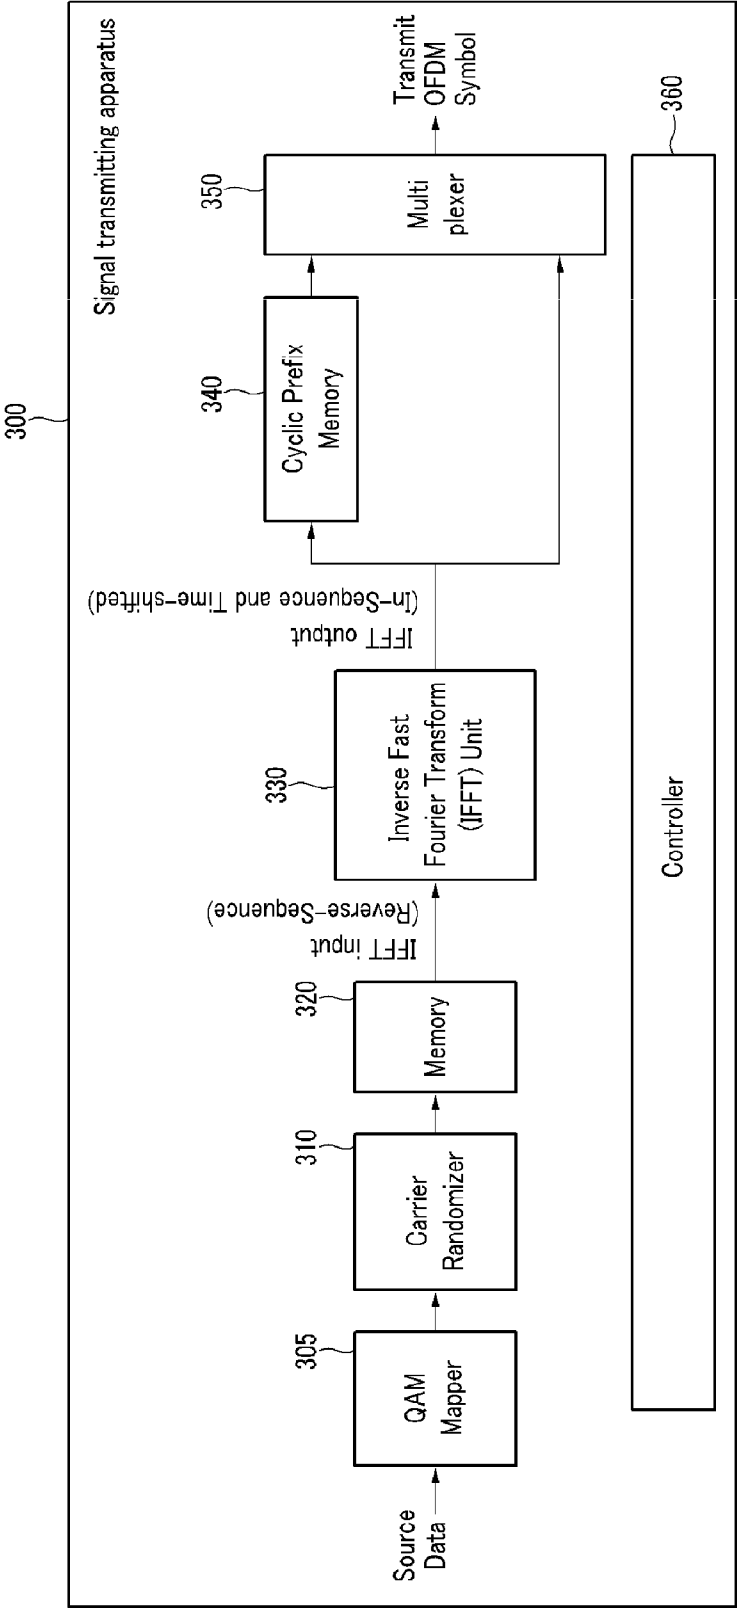 300
Signal transmitting apparatus
Source
Data
305
QAM
Mapper
310
Carrier
Randomizer
320
Memory
IFFT input
(Reverse-Sequence)
330
Inverse Fast
Fourier Transform
(IFFT) Unit
IFFT output
(In-Sequence and Time-shifted)
340
Cyclic Prefix
Memory
350
Multi
plexer
Transmit
OFDM
Symbol
360
Controller